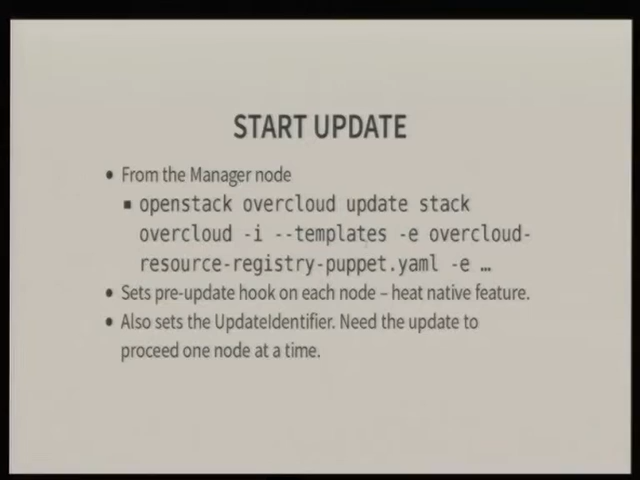 START UPDATE
• From the Manager node
▪ openstack overcloud update stack
overcloud -i --templates -e overcloud-
resource-registry-puppet.yaml -e …
• Sets pre-update hook on each node – heat native feature.
• Also sets the UpdateIdentifier. Need the update to
proceed one node at a time.